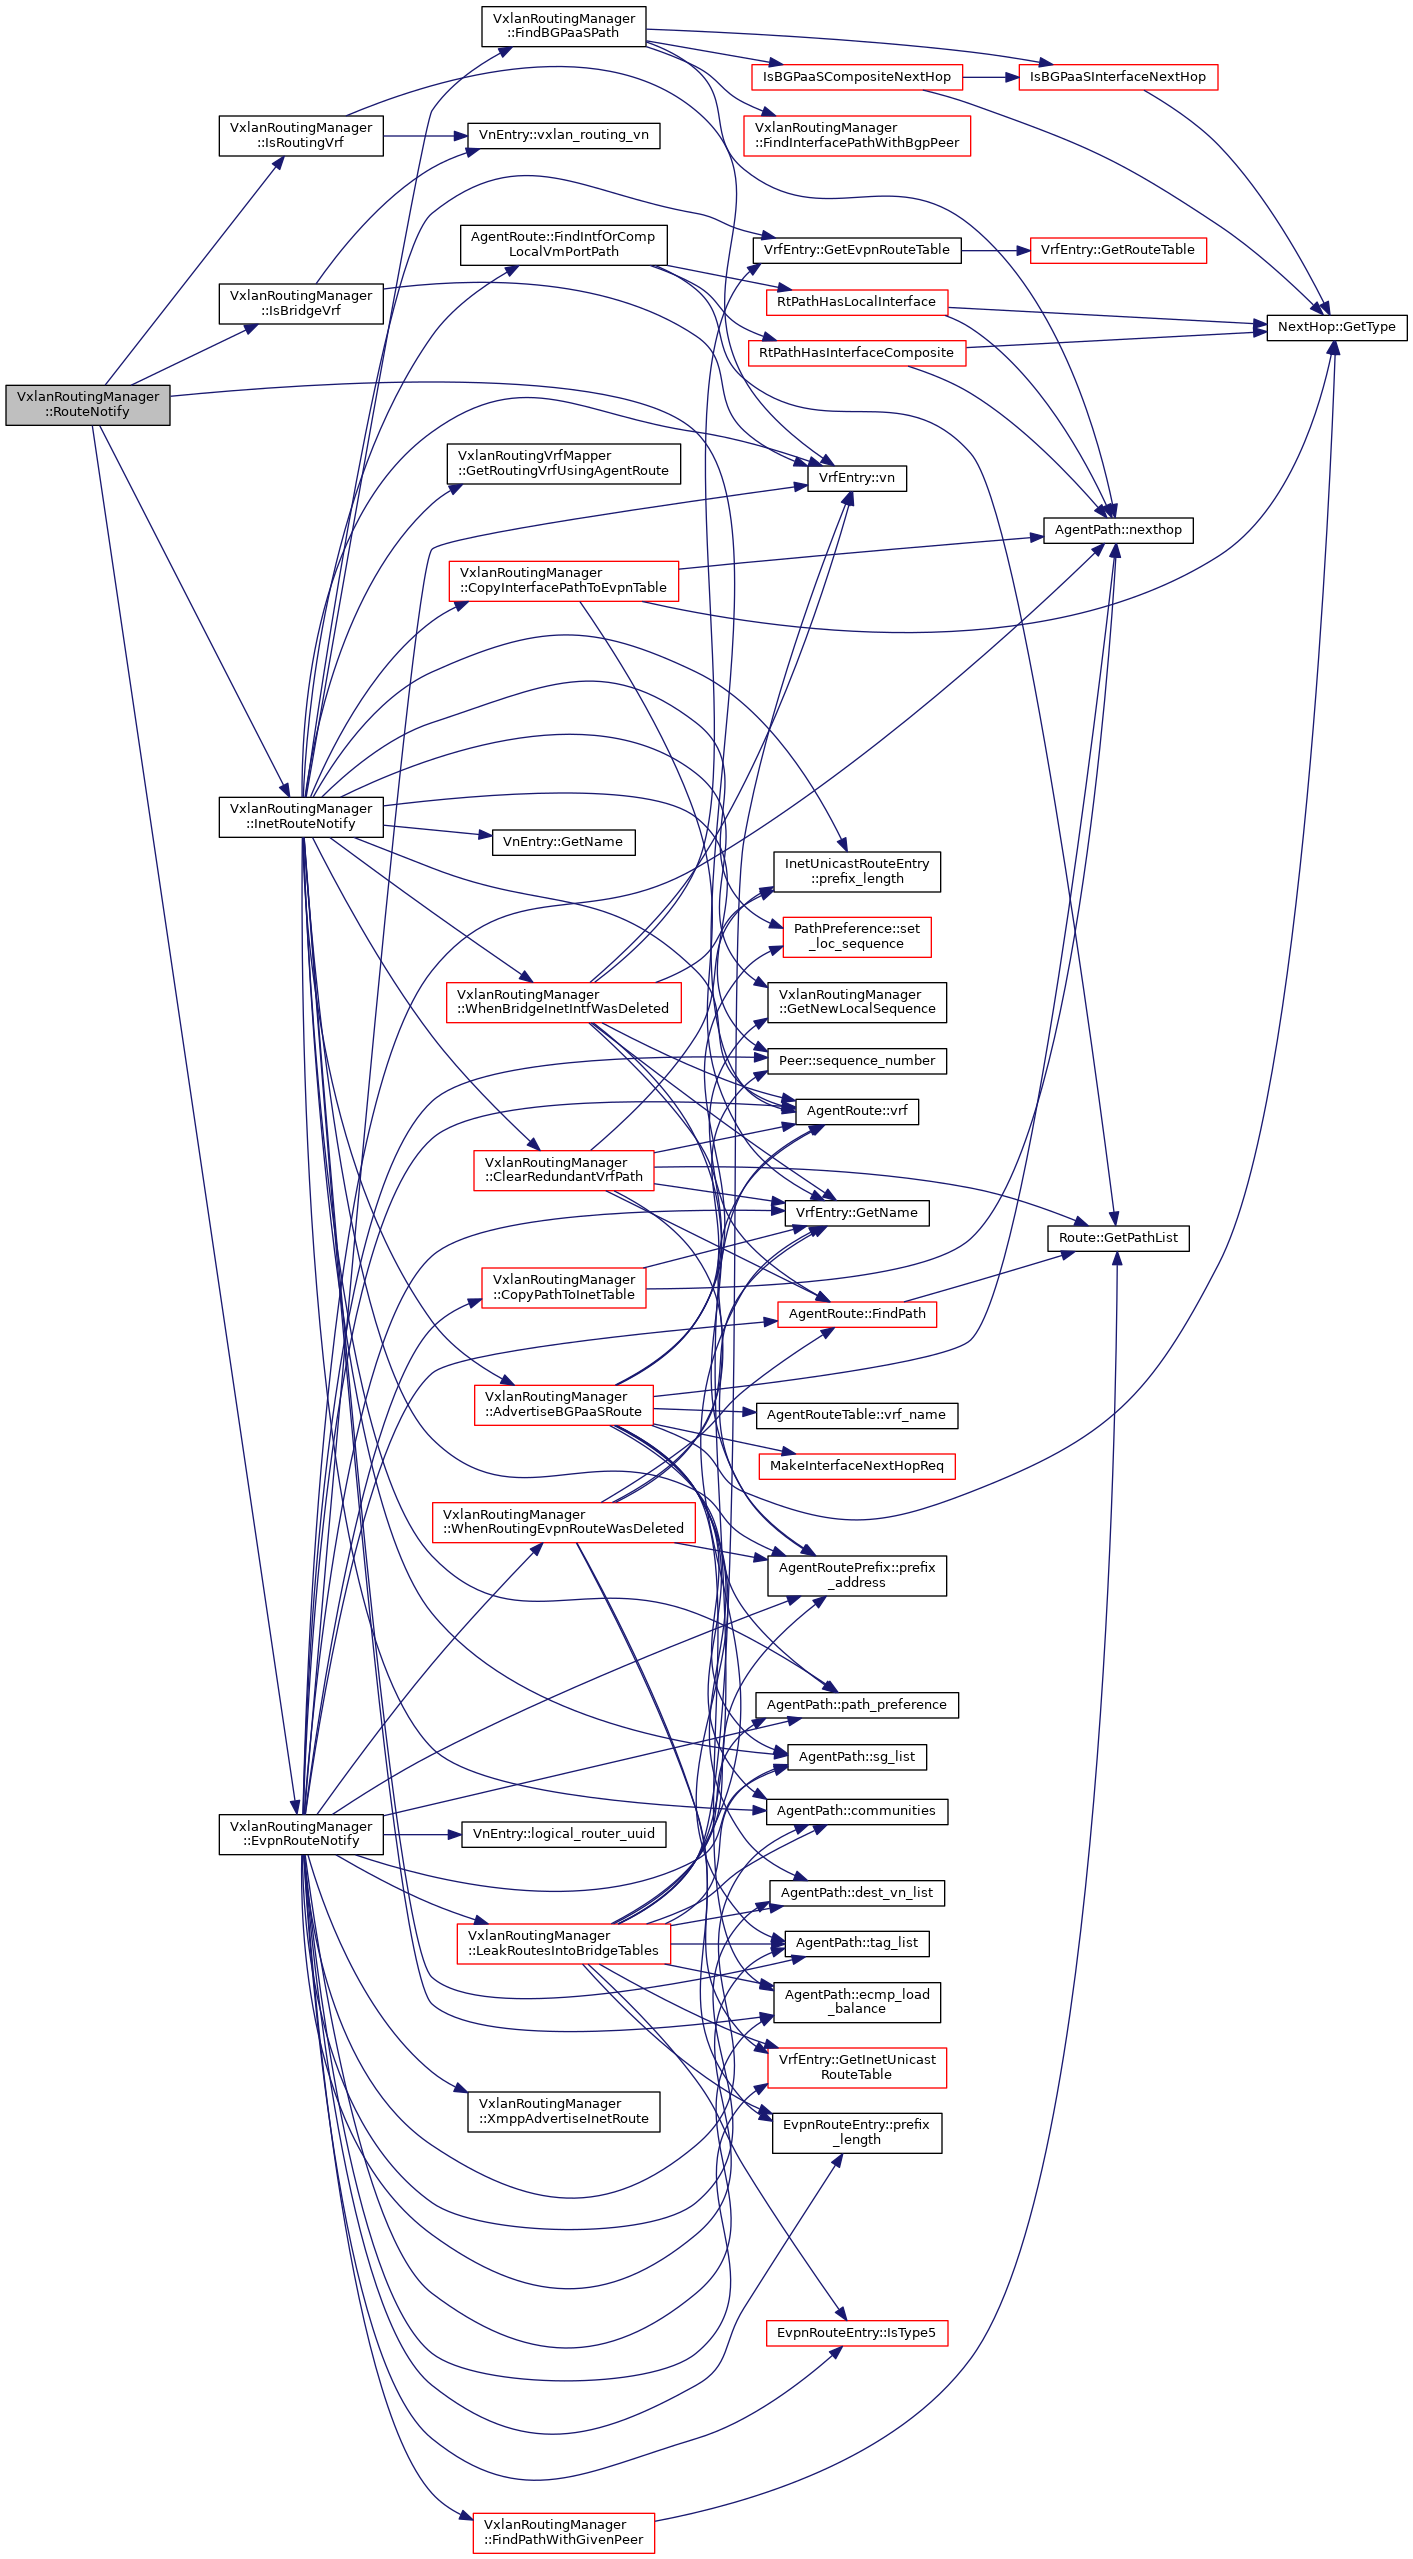 VxlanRoutingManager
::FindBGPaaSPath
IsBGPaaSCompositeNextHop
IsBGPaaSInterfaceNextHop
VxlanRoutingManager
::IsRoutingVrf
VnEntry::vxlan_routing_vn
VxlanRoutingManager
::FindInterfacePathWithBgpPeer
AgentRoute::FindIntfOrComp
LocalVmPortPath
VrfEntry::GetEvpnRouteTable
VrfEntry::GetRouteTable
VxlanRoutingManager
::IsBridgeVrf
RtPathHasLocalInterface
NextHop::GetType
RtPathHasInterfaceComposite
VxlanRoutingManager
::RouteNotify
VxlanRoutingVrfMapper
::GetRoutingVrfUsingAgentRoute
VrfEntry::vn
AgentPath::nexthop
VxlanRoutingManager
::CopyInterfacePathToEvpnTable
VxlanRoutingManager
::InetRouteNotify
VnEntry::GetName
InetUnicastRouteEntry
::prefix_length
PathPreference::set
_loc_sequence
VxlanRoutingManager
::WhenBridgeInetIntfWasDeleted
VxlanRoutingManager
::GetNewLocalSequence
Peer::sequence_number
AgentRoute::vrf
VxlanRoutingManager
::ClearRedundantVrfPath
VrfEntry::GetName
Route::GetPathList
VxlanRoutingManager
::CopyPathToInetTable
AgentRoute::FindPath
VxlanRoutingManager
::AdvertiseBGPaaSRoute
AgentRouteTable::vrf_name
MakeInterfaceNextHopReq
VxlanRoutingManager
::WhenRoutingEvpnRouteWasDeleted
AgentRoutePrefix::prefix
_address
AgentPath::path_preference
AgentPath::sg_list
AgentPath::communities
VxlanRoutingManager
::EvpnRouteNotify
VnEntry::logical_router_uuid
AgentPath::dest_vn_list
VxlanRoutingManager
::LeakRoutesIntoBridgeTables
AgentPath::tag_list
AgentPath::ecmp_load
_balance
VrfEntry::GetInetUnicast
RouteTable
VxlanRoutingManager
::XmppAdvertiseInetRoute
EvpnRouteEntry::prefix
_length
EvpnRouteEntry::IsType5
VxlanRoutingManager
::FindPathWithGivenPeer